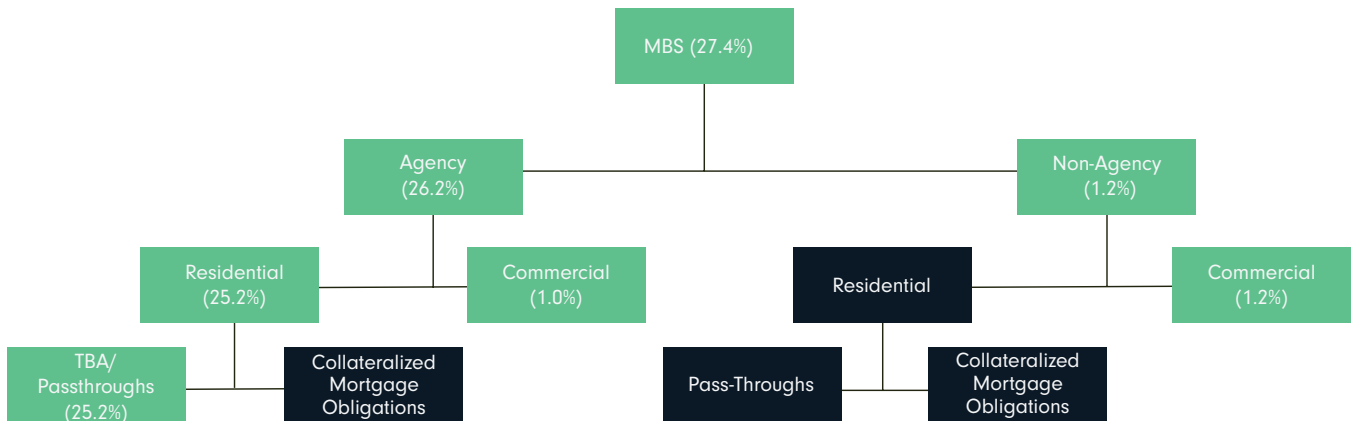 MBS (27.4%)
Agency
(26.2%)
Non-Agency
(1.2%)
Residential
(25.2%)
Commercial
(1.0%)
Residential
Commercial
(1.2%)
TBA/
Passthroughs
(25.2%)
Collateralized
Mortgage
Obligations
Pass-Throughs
Collateralized
Mortgage
Obligations